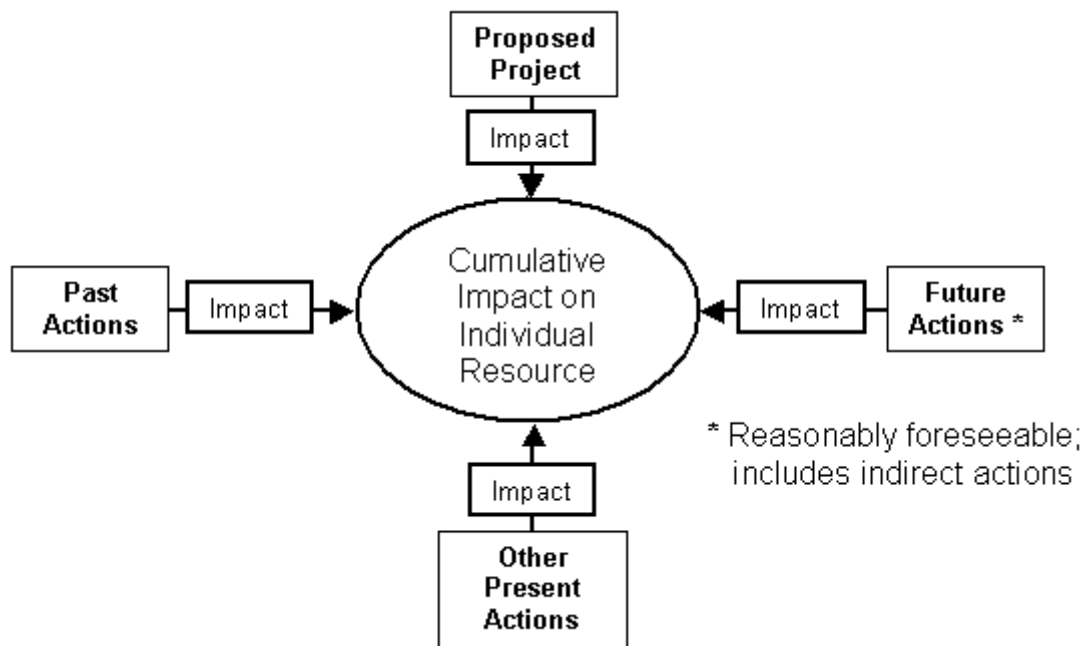 Proposed
Project
Impact
Cumulative
Impact on
Individual
Resource
Past
Actions
Impact
Impact
Future
Actions *
* Reasonably foreseeable;
includes indirect actions
Impact
Other
Present
Actions